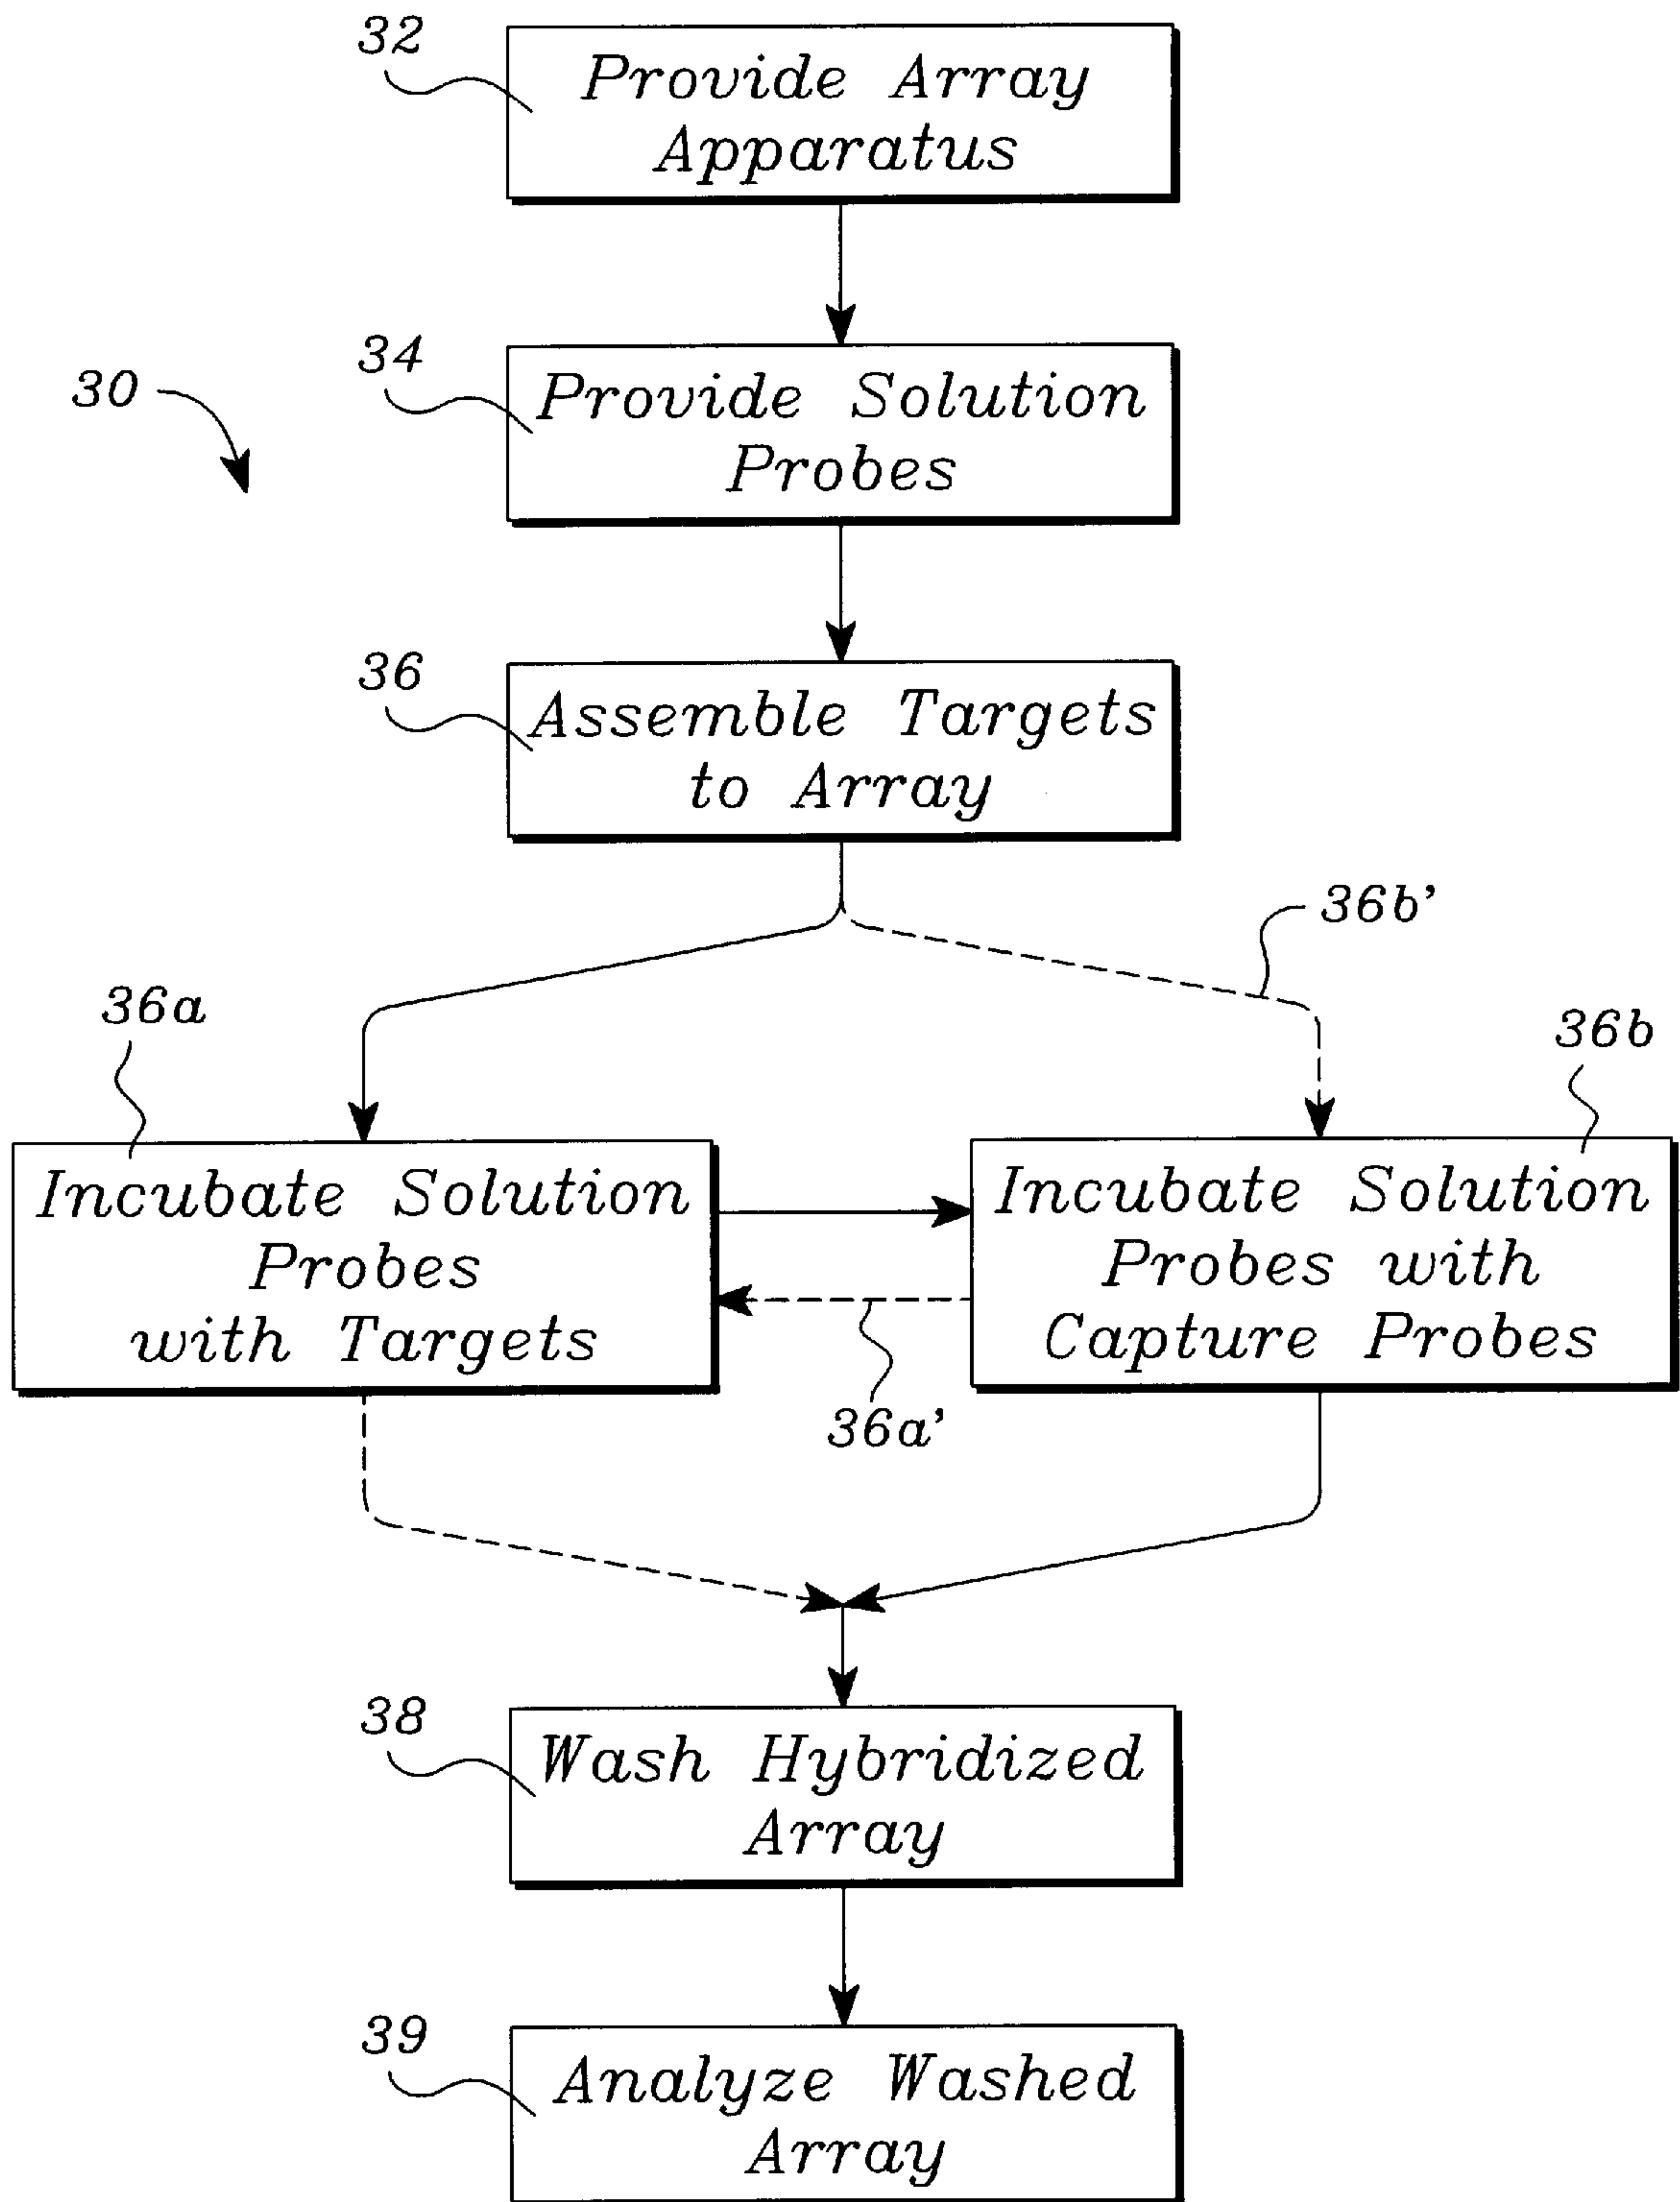 32
Provide Array
Apparatus
34
30
Provide Solution
Probes
36
Assemble Targets
to Array
36b'
36a
36b
Incubate Solution
Probes
with Targets
Incubate Solution
Probes with
Capture Probes
36a'
38
Wash Hybridized
Array
39
Analyze Washed
Array